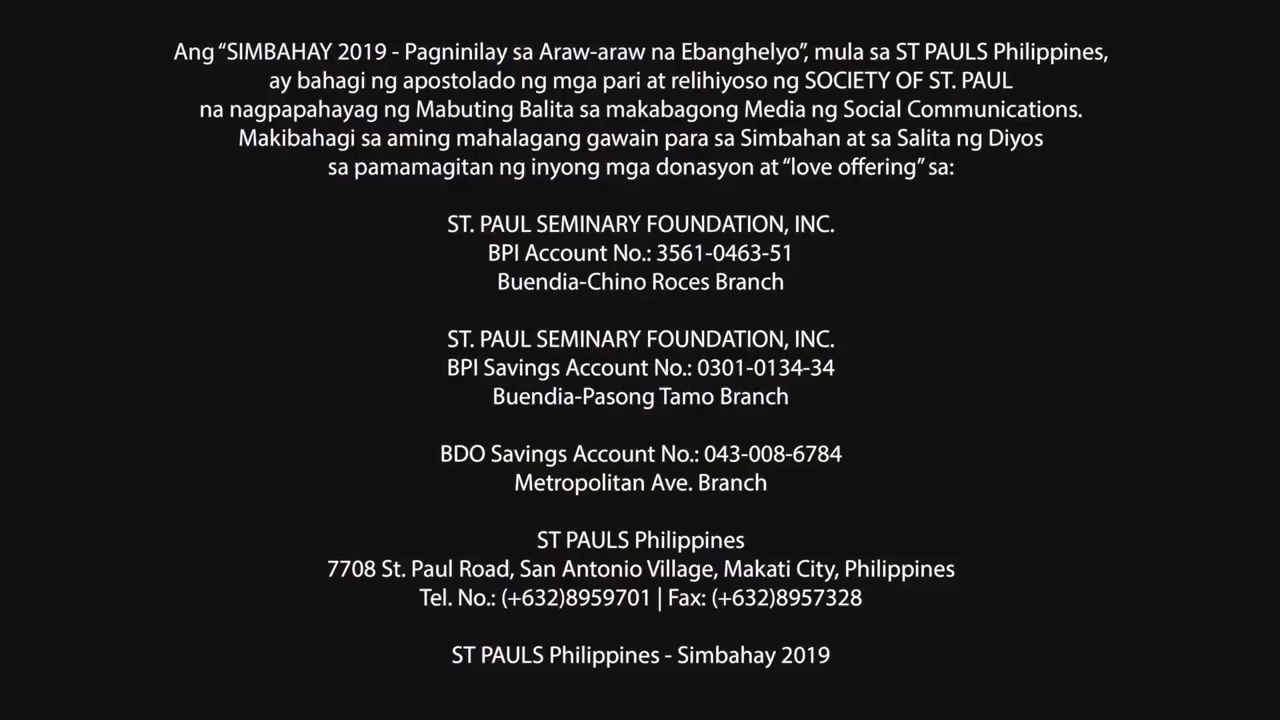 Ang “SIMBAHAY 2019 - Pagninilay sa Araw-araw na Ebanghelyo”, mula sa ST PAULS Philippines,
ay bahagi ng apostolado ng mga pari at relihiyoso ng SOCIETY OF ST. PAUL
na nagpapahayag ng Mabuting Balita sa makabagong Media ng Social Communications.
Makibahagi sa aming mahalagang gawain para sa Simbahan at sa Salita ng Diyos
sa pamamagitan ng inyong mga donasyon at “love offering” sa:
ST. PAUL SEMINARY FOUNDATION, INC.
BPI Account No.: 3561-0463-51
Buendia-Chino Roces Branch
ST. PAUL SEMINARY FOUNDATION, INC.
BPI Savings Account No.: 0301-0134-34
Buendia-Pasong Tamo Branch
BDO Savings Account No.: 043-008-6784
Metropolitan Ave. Branch
ST PAULS Philippines
7708 St. Paul Road, San Antonio Village, Makati City, Philippines
Tel. No.: (+632)8959701 | Fax: (+632)8957328
ST PAULS Philippines - Simbahay 2019